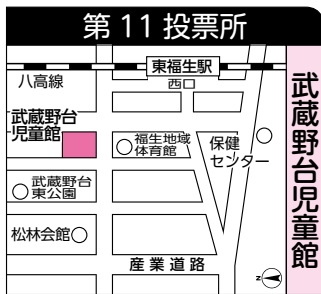 第11投票所
東福生駅
西口
八高線
武蔵野台
児童館
福生地域
体育館
保健
センター
武蔵野台
東公園
松林会館
産業道路
N
武蔵野台児童館